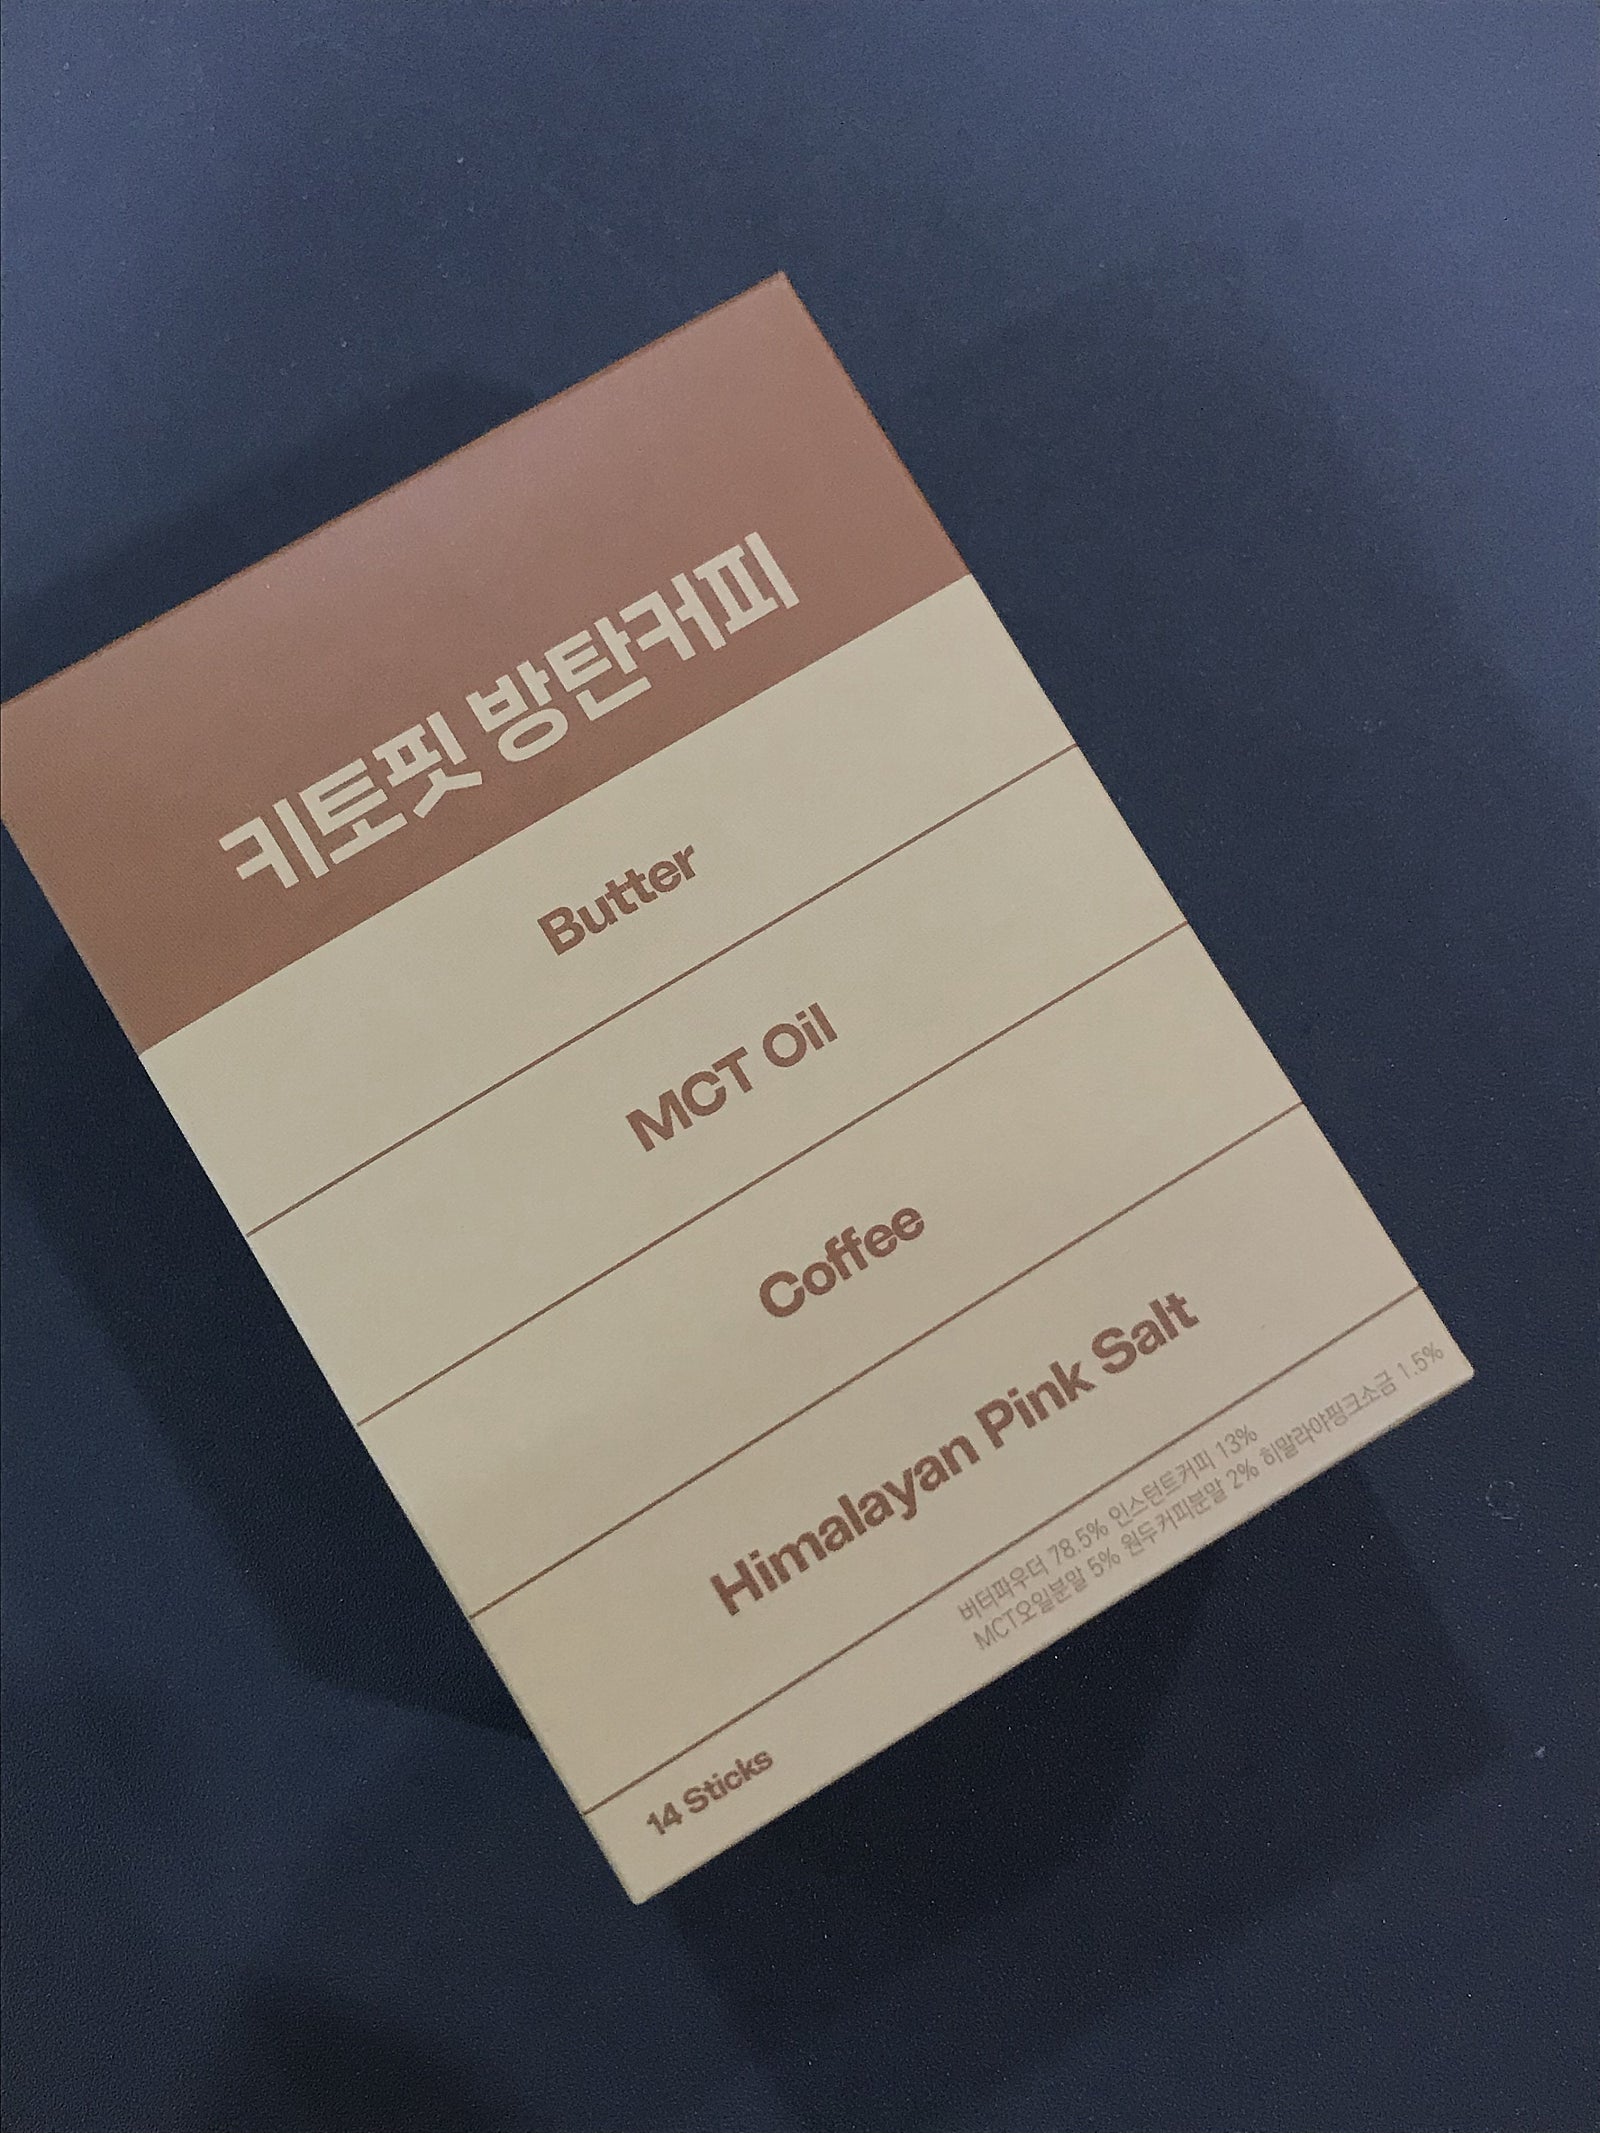 키토핏 방탄커피
Butter
MCT Oil
Coffee
Himalayan Pink Salt
14 Sticks
버터파우더 78.5% 인스턴트커피 13%
MCT오일분말 5% 원두커피분말 2% 히말라야핑크소금 1.5%